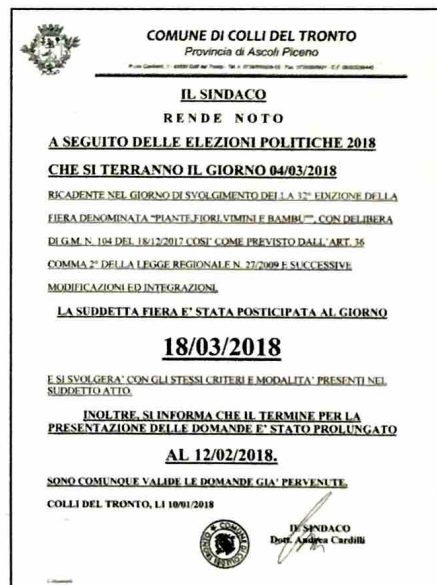 COMUNE DI COLLI DEL TRONTO
Provincia di Ascoli Piceno
IL SINDACO
RENDE NOTO
A SEGUITO DELLE ELEZIONI POLITICHE 2018
CHE SI TERRANNO IL GIORNO 04/03/2018
RICADENTE NEL GIORNO DI SVOLGIMENTO DELLA 32° EDIZIONE DELLA
FIERA DENOMINATA "PIANTE,FIORI,VIMINI E BAMBU'", CON DELIBERA
DI G.M. N. 104 DEL 18/12/2017 COSI' COME PREVISTO DALL'ART. 36
COMMA 2° DELLA LEGGE REGIONALE N. 27/2009 E SUCCESSIVE
MODIFICAZIONI ED INTEGRAZIONI.
LA SUDDETTA FIERA E' STATA POSTICIPATA AL GIORNO
18/03/2018
E SI SVOLGERA' CON GLI STESSI CRITERI E MODALITA' PRESENTI NEL
SUDDETTO ATTO.
INOLTRE, SI INFORMA CHE IL TERMINE PER LA
PRESENTAZIONE DELLE DOMANDE E' STATO PROLUNGATO
AL 12/02/2018.
SONO COMUNQUE VALIDE LE DOMANDE GIA' PERVENUTE.
COLLI DEL TRONTO, LI 10/01/2018
IL SINDACO
Dott. Andrea Cardilli
COMUNE DI COLLI DEL TRONTO